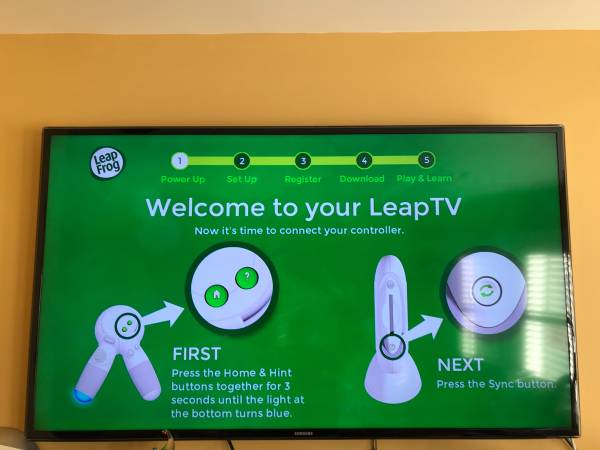 Leap
Frog
1 2 3 4 5
Power Up Set Up Register Download Play & Learn
Welcome to your LeapTV
Now it's time to connect your controller.
?
FIRST
Press the Home & Hint
buttons together for 3
seconds until the light at
the bottom turns blue.
NEXT
Press the Sync button.
SAMSUNG